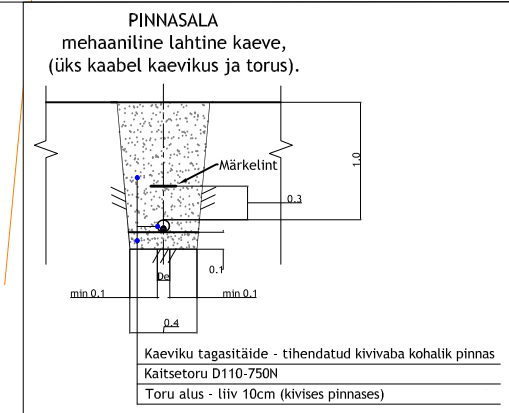 PINNASALA
mehaaniline lahtine kaeve,
(üks kaabel kaevikus ja torus).
Märkelint
1.0
0.3
0.1
De
min 0.1
min 0.1
0.4
Kaeviku tagasitäide - tihendatud kivivaba kohalik pinnas
Kaitsetoru D110-750N
Toru alus - liiv 10cm (kivises pinnases)